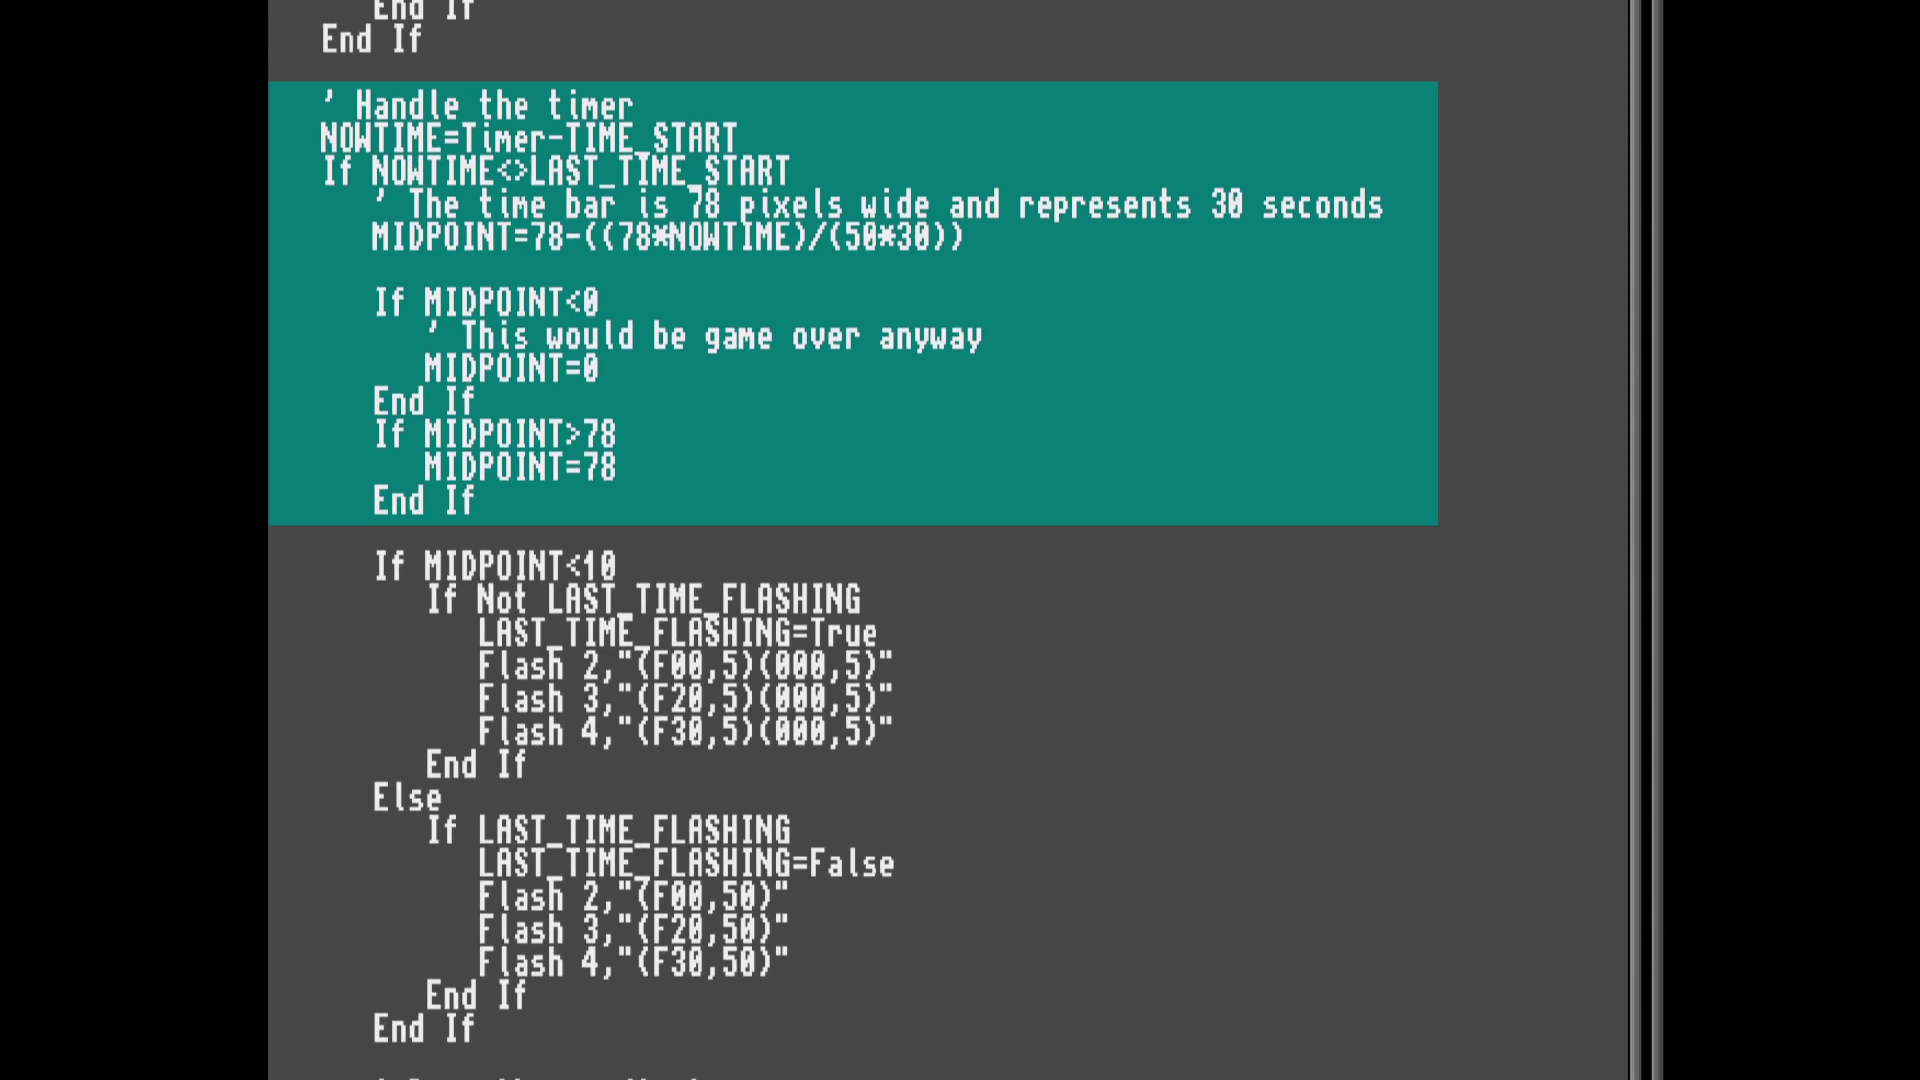 End If
End If
' Handle the timer
NOWTIME=Timer-TIME_START
If NOWTIME<>LAST_TIME_START
' The time bar is 78 pixels wide and represents 30 seconds
MIDPOINT=78-((78*NOWTIME)/(50*30))
If MIDPOINT<0
' This would be game over anyway
MIDPOINT=0
End If
If MIDPOINT>78
MIDPOINT=78
End If
If MIDPOINT<10
If Not LAST_TIME_FLASHING
LAST_TIME_FLASHING=True
Flash 2,"(F00,5)(000,5)"
Flash 3,"(F20,5)(000,5)"
Flash 4,"(F30,5)(000,5)"
End If
Else
If LAST_TIME_FLASHING
LAST_TIME_FLASHING=False
Flash 2,"(F00,50)"
Flash 3,"(F20,50)"
Flash 4,"(F30,50)"
End If
End If